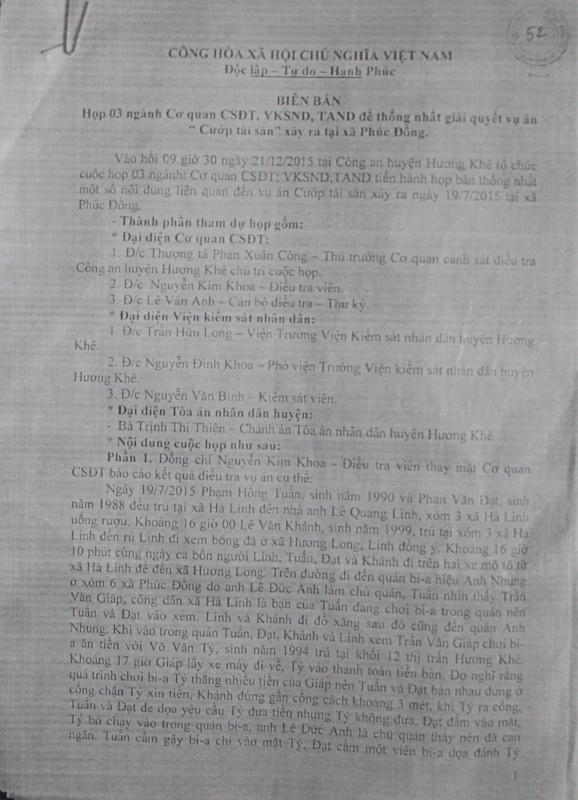 52
CÔNG HÒA XÃ HỘI CHỦ NGHĨA VIỆT NAM
Độc lập – Tự do – Hạnh Phúc
BIÊN BẢN
Họp 03 ngành Cơ quan CSĐT, VKSND, TAND để thống nhất giải quyết vụ án
“ Cướp tài sản” xảy ra tại xã Phúc Đồng.
Vào hồi 09 giờ 30 ngày 21/12/2015 tại Công an huyện Hương Khê tổ chức
cuộc họp 03 ngành: Cơ quan CSĐT; VKSND;TAND tiến hành họp bàn thống nhất
một số nội dung liên quan đến vụ án Cướp tài sản xảy ra ngày 19/7/2015 tại xã
Phúc Đồng.
- Thành phần tham dự họp gồm:
* Đại diện Cơ quan CSĐT:
1. Đ/c Thượng tá Phan Xuân Công – Thủ trưởng Cơ quan cảnh sát điều tra
Công an huyện Hương Khê chủ trì cuộc họp.
2. Đ/c Nguyễn Kim Khoa – Điều tra viên.
3. Đ/c Lê Văn Anh – Cán bộ điều tra – Thư ký.
* Đại diện Viện kiểm sát nhân dân:
1. Đ/c Trần Hữu Long – Viện Trưởng Viện Kiểm sát nhân dân huyện Hương
Khê.
2. Đ/c Nguyễn Đình Khoa – Phó viện Trưởng Viện kiểm sát nhân dân huyện
Hương Khê.
3. Đ/c Nguyễn Văn Bình – Kiểm sát viên.
* Đại diện Tòa án nhân dân huyện:
- Bà Trịnh Thị Thiên – Chánh án Tòa án nhân dân huyện Hương Khê.
* Nội dung cuộc họp như sau:
Phần 1. Đồng chí Nguyễn Kim Khoa - Điều tra viên thay mặt Cơ quan
CSĐT báo cáo kết quả điều tra vụ án cụ thể:
Ngày 19/7/2015 Phạm Hồng Tuấn, sinh năm 1990 và Phan Văn Đạt, sinh
năm 1988 đều trú tại xã Hà Linh đến nhà anh Lê Quang Linh, xóm 3 xã Hà Linh
uống rượu. Khoảng 16 giờ 00 Lê Văn Khánh, sinh năm 1999, trú tại xóm 3 xã Hà
Linh đến rủ Linh đi xem bóng đá ở xã Hương Long, Linh đồng ý. Khoảng 16 giờ
10 phút cùng ngày cả bốn người Linh, Tuấn, Đạt và Khánh đi trên hai xe mô tô từ
xã Hà Linh để đến xã Hương Long. Trên đường đi đến quán bi-a hiệu Anh Nhung
ở xóm 6 xã Phúc Đồng do anh Lê Đức Anh làm chủ quán, Tuấn nhìn thấy Trần
Văn Giáp, công dân xã Hà Linh là bạn của Tuấn đang chơi bi-a trong quán nên
Tuấn và Đạt vào xem. Linh và Khánh đi đổ xăng sau đó cũng đến quán Anh
Nhung. Khi vào trong quán Tuấn, Đạt, Khánh và Linh xem Trần Văn Giáp chơi bi-
a ăn tiền với Võ Văn Tý, sinh năm 1994 trú tại khối 12 thị trấn Hương Khê.
Khoảng 17 giờ Giáp lấy xe máy đi về, Tý vào thanh toán tiền bàn. Do nghĩ rằng
quá trình chơi bi-a Tý thắng nhiều tiền của Giáp nên Tuấn và Đạt bàn nhau đứng ở
cổng chặn Tý xin tiền, Khánh đứng gần cổng cách khoảng 3 mét, khi Tý ra cổng,
Tuấn và Đạt đe dọa yêu cầu Tý đưa tiền nhưng Tý không đưa. Đạt đấm vào mặt,
Tý bỏ chạy vào trong quán bi-a, anh Lê Đức Anh là chủ quán thấy nên đã can
ngăn. Tuấn cầm gậy bi-a chỉ vào mặt Tý, Đạt cầm một viên bi-a dọa đánh Tý
1